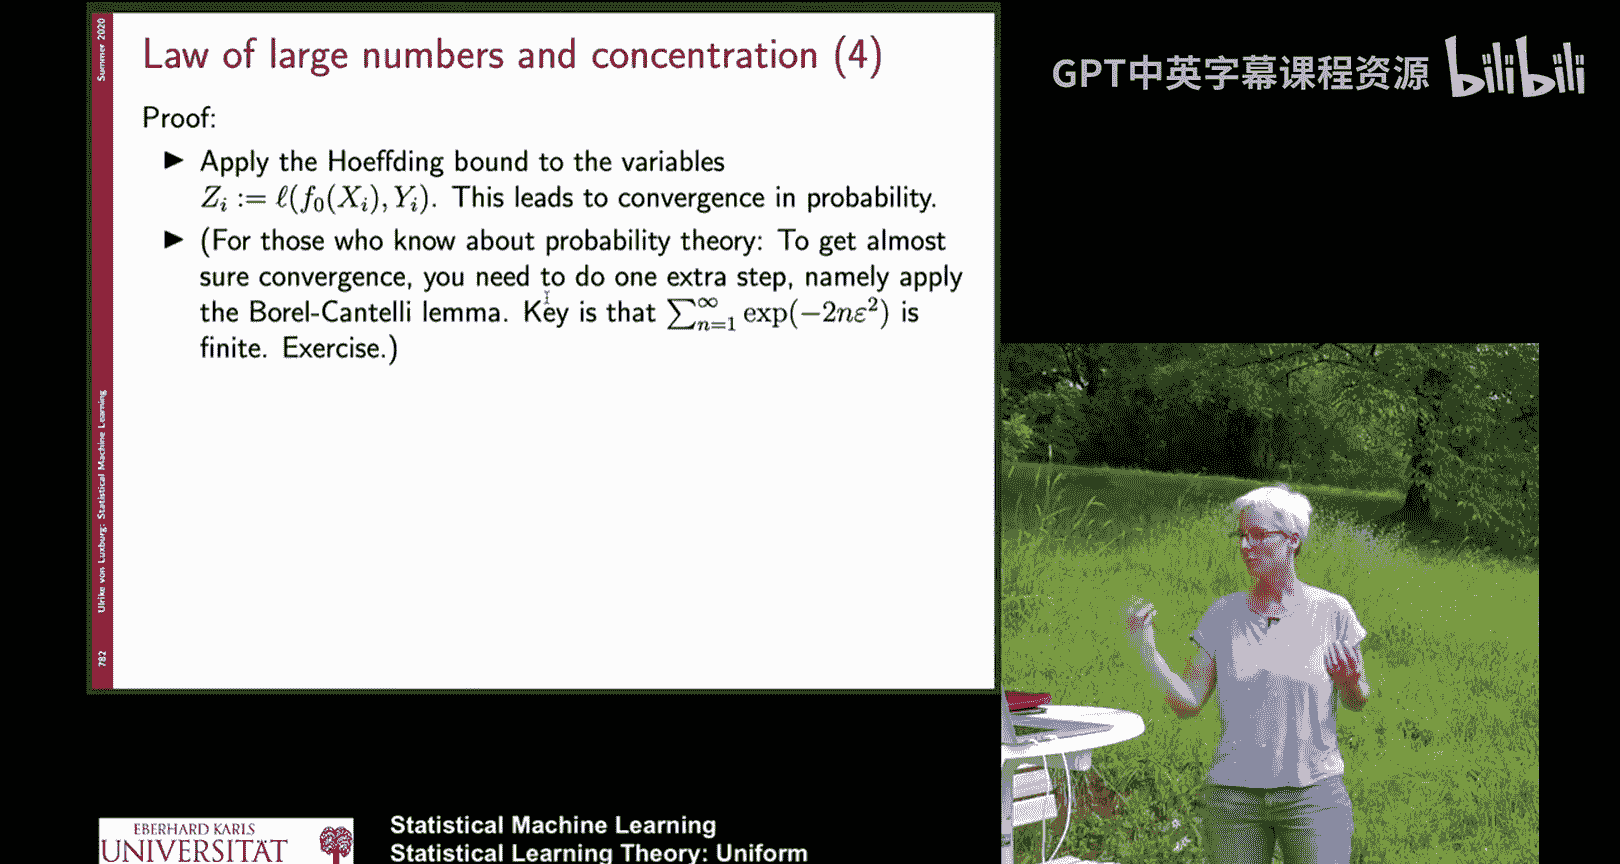 Law of large numbers and concentration (4)
Proof:
▶ Apply the Hoeffding bound to the variables
Z_i := ℓ(f_0(X_i), Y_i). This leads to convergence in probability.
▶ (For those who know about probability theory: To get almost
sure convergence, you need to do one extra step, namely apply
the Borel-Cantelli lemma. Key is that ∑_{n=1}^∞ exp(−2nε²) is
finite. Exercise.)
Summer 2020
Ulrike von Luxburg: Statistical Machine Learning
782
GPT中英字幕课程资源 bilibili
EBERHARD KARLS
UNIVERSITÄT
Statistical Machine Learning
Statistical Learning Theory: Uniform